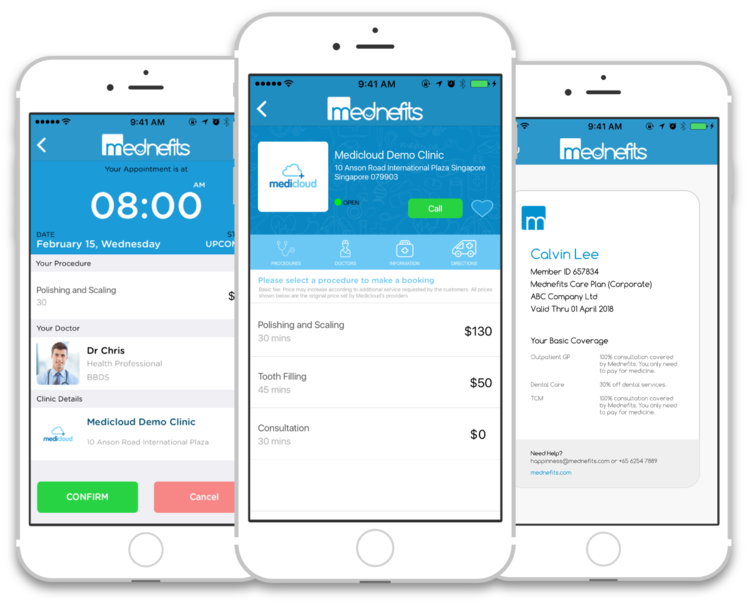 9:41 AM
mednefits
Your Appointment is at
08:00 AM
DATE
February 15, Wednesday
UPCOM
Your Procedure
Polishing and Scaling
30
$
Your Doctor
Dr Chris
Health Professional
BBDS
Clinic Details
medicloud
Medicloud Demo Clinic
10 Anson Road International Plaza
CONFIRM
Cancel
9:41 AM
mednefits
medicloud
Medicloud Demo Clinic
10 Anson Road International Plaza Singapore
Singapore 079903
OPEN
Call
PROCEDURES
DOCTORS
INFORMATION
DIRECTIONS
Please select a procedure to make a booking
Basic fee: Price may increase according to additional service requested by the customers. All prices
shown below are the original price set by Medicloud's providers
Polishing and Scaling
30 mins
$130
Tooth Filling
45 mins
$50
Consultation
30 mins
$0
9:41 AM
mednefits
m
Calvin Lee
Member ID 657834
Mednefits Care Plan (Corporate)
ABC Company Ltd
Valid Thru 01 April 2018
Your Basic Coverage
Outpatient GP
100% consultation covered
by Mednefits. You only need
to pay for medicine.
Dental Care
30% off dental services.
TCM
100% consultation covered
by Mednefits. You only need
to pay for medicine.
Need Help?
happinness@mednefits.com or +65 6254 7889
mednefits.com